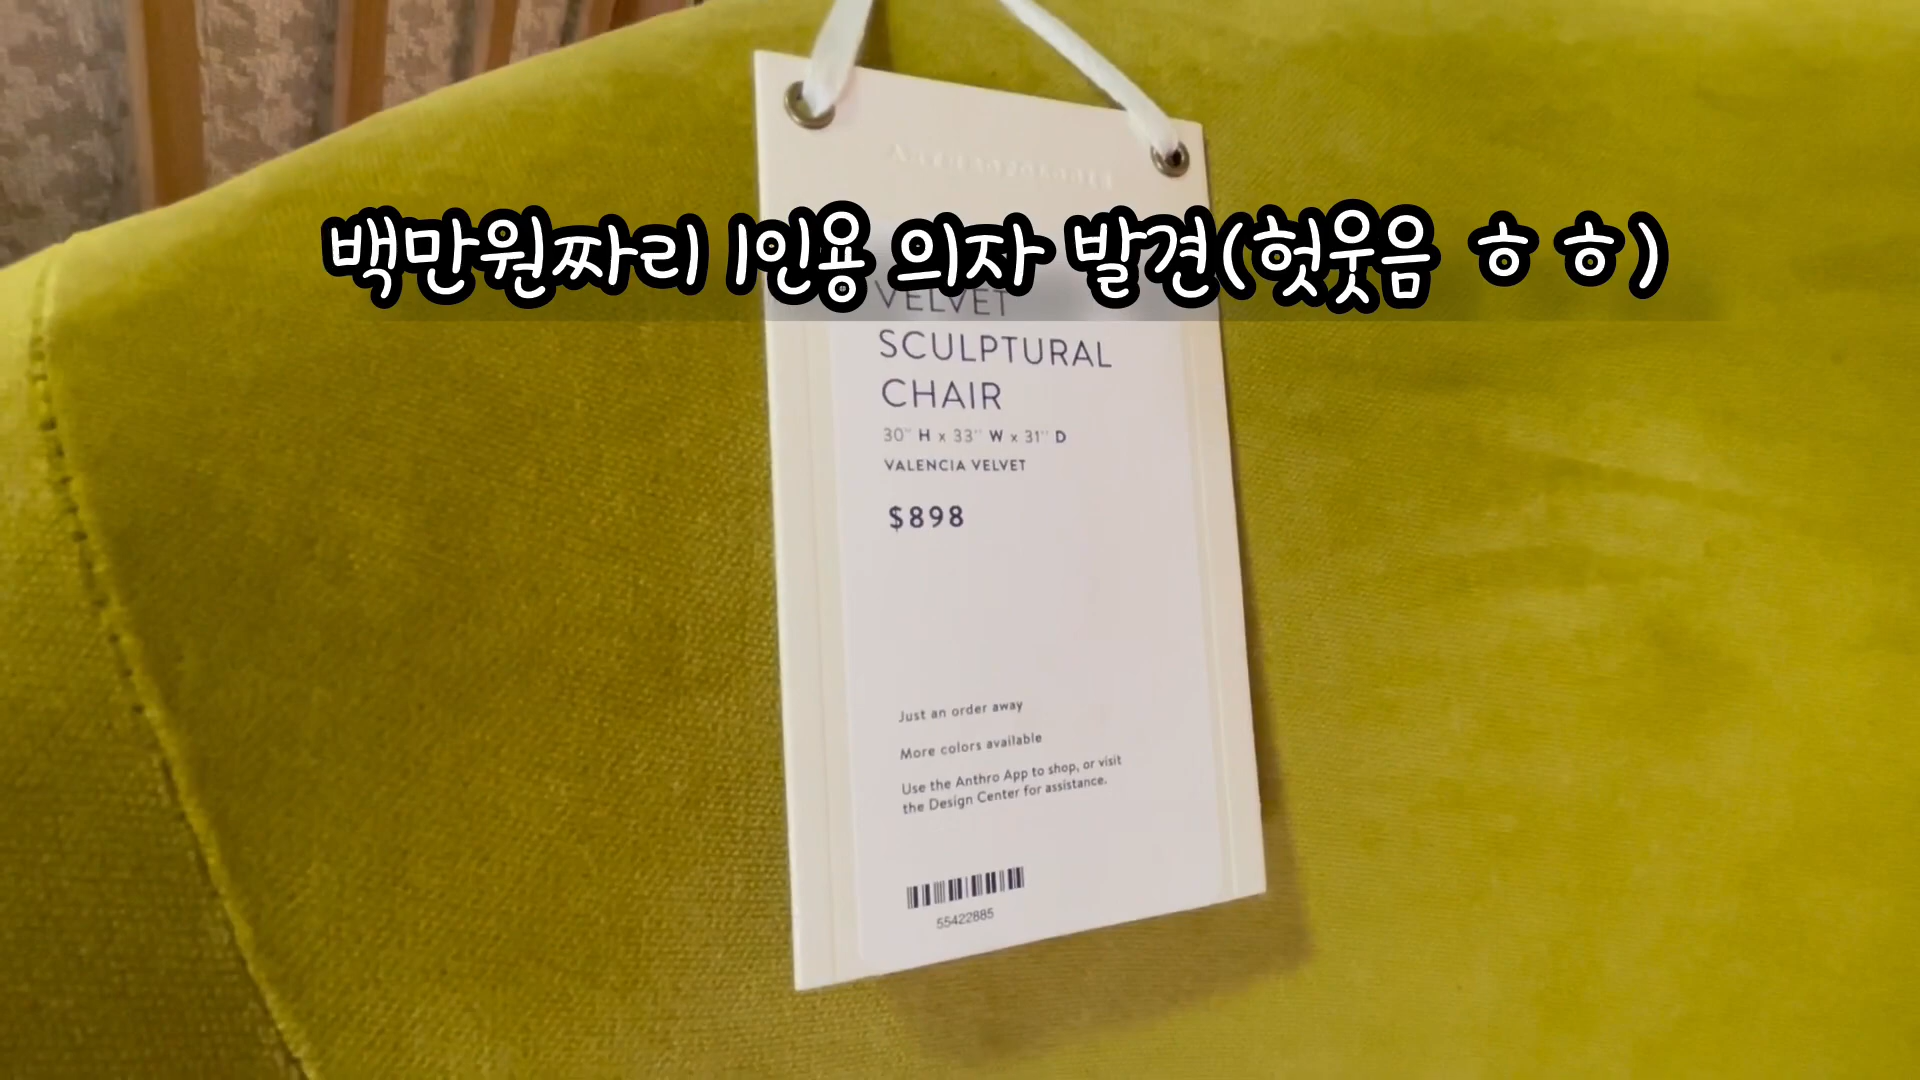 ANTHROPOLOGIE
백만원짜리 1인용 의자 발견(헛웃음 ㅎㅎ)
VELVET
SCULPTURAL
CHAIR
30" H x 33" W x 31" D
VALENCIA VELVET
$898
Just an order away
More colors available
Use the Anthro App to shop, or visit
the Design Center for assistance.
55422885